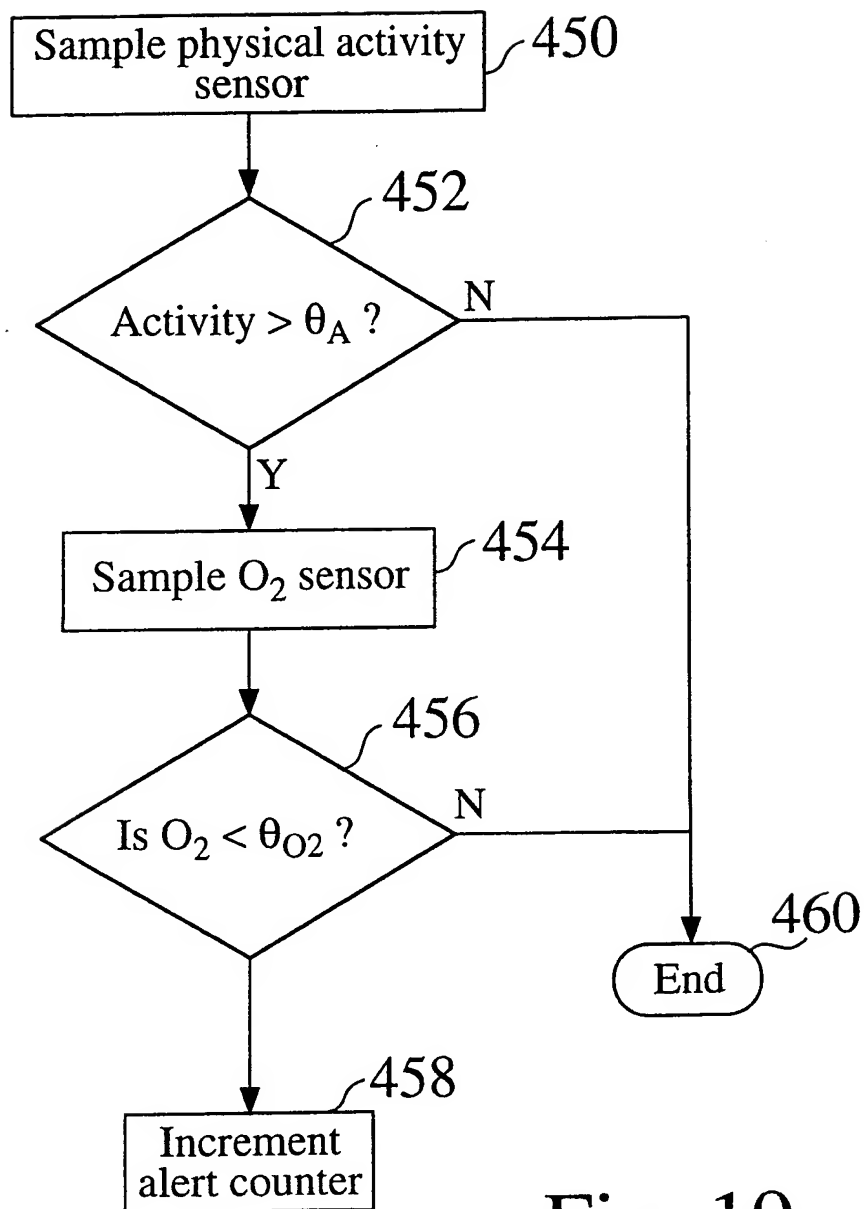 Sample physical activity
sensor
450
452
Activity > θA ?
N
Y
454
Sample O2 sensor
456
Is O2 < θO2 ?
N
460
End
458
Increment
alert counter